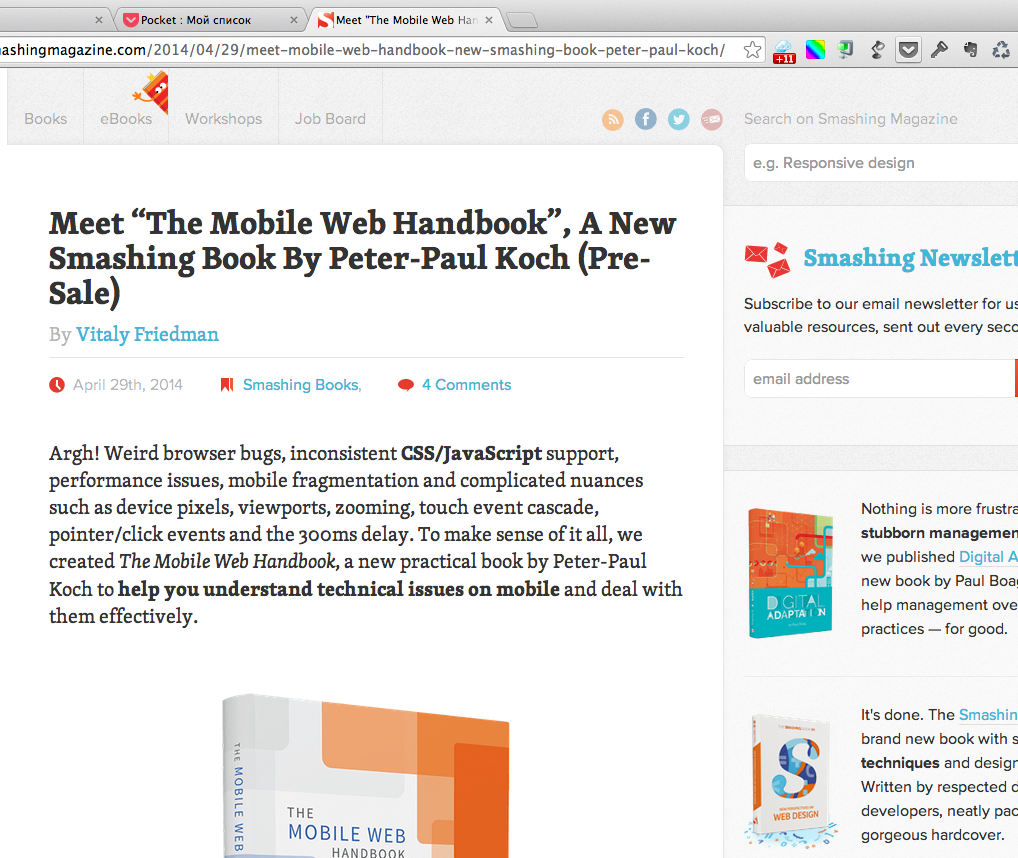 Pocket : Мой список
Meet "The Mobile Web Han
ashingmagazine.com/2014/04/29/meet-mobile-web-handbook-new-smashing-book-peter-paul-koch/
+11
Books
eBooks
Workshops
Job Board
Search on Smashing Magazine
e.g. Responsive design
Meet “The Mobile Web Handbook”, A New
Smashing Book By Peter-Paul Koch (Pre-
Sale)
By Vitaly Friedman
April 29th, 2014
Smashing Books,
4 Comments
Argh! Weird browser bugs, inconsistent CSS/JavaScript support,
performance issues, mobile fragmentation and complicated nuances
such as device pixels, viewports, zooming, touch event cascade,
pointer/click events and the 300ms delay. To make sense of it all, we
created The Mobile Web Handbook, a new practical book by Peter-Paul
Koch to help you understand technical issues on mobile and deal with
them effectively.
THE
MOBILE WEB
HANDBOOK
THE MOBILE WEB
Smashing Newslett
Subscribe to our email newsletter for us
valuable resources, sent out every seco
email address
DIGITAL
ADAPTATION
Nothing is more frustra
stubborn managemen
we published Digital A
new book by Paul Boag
help management ove
practices — for good.
WEB DESIGN
It's done. The Smashin
brand new book with s
techniques and design
Written by respected d
developers, neatly pac
gorgeous hardcover.